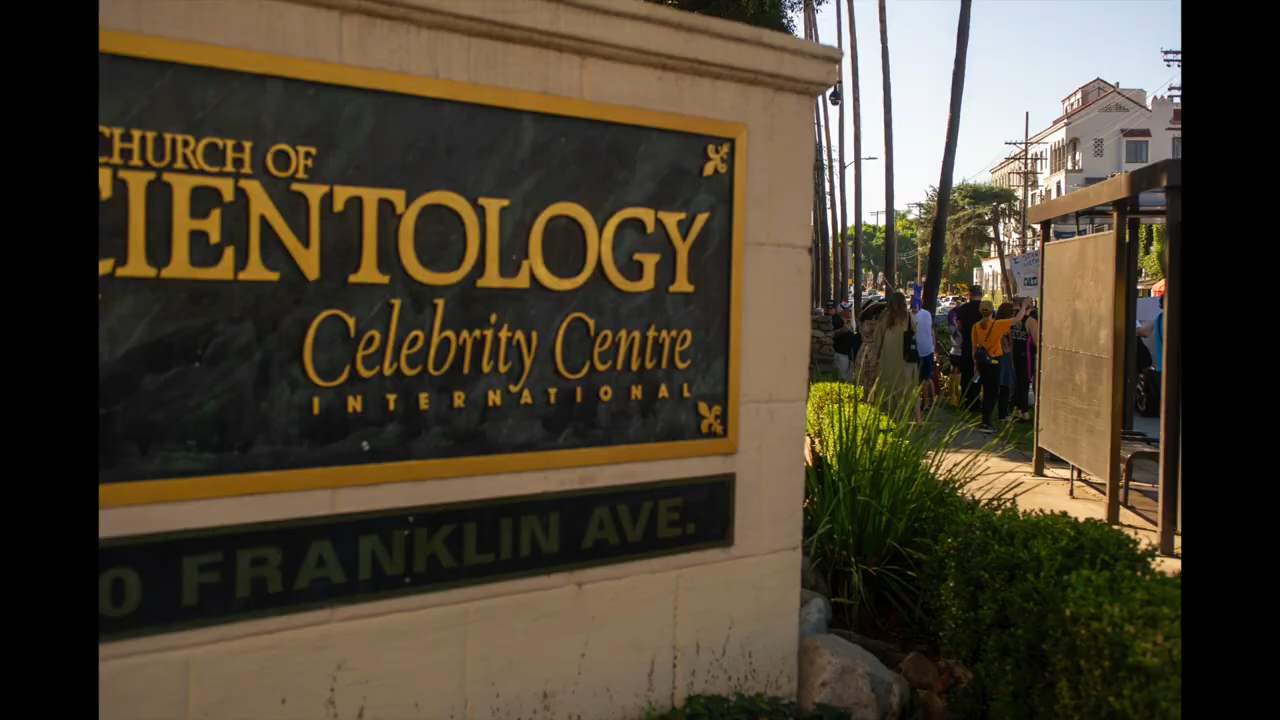 CHURCH OF
CIENTOLOGY
Celebrity Centre
INTERNATIONAL
0 FRANKLIN AVE.